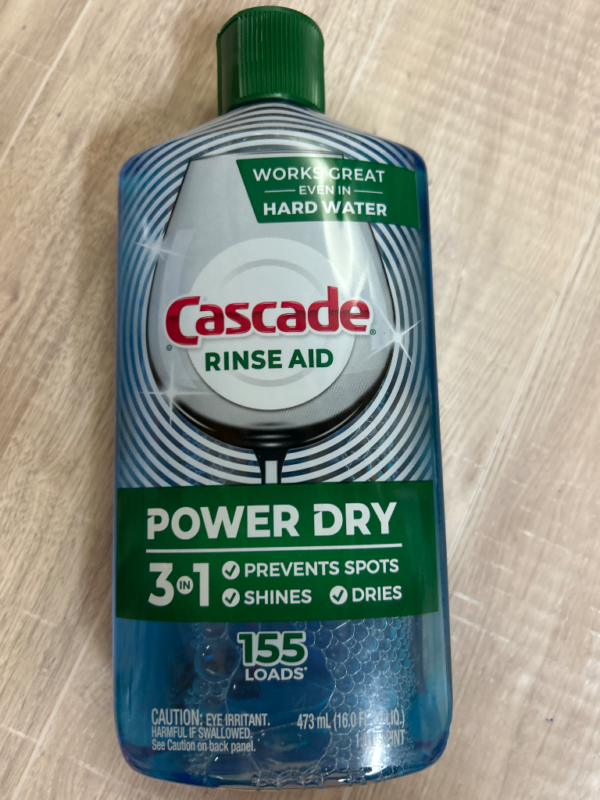 WORKS GREAT
EVEN IN
HARD WATER
Cascade®
RINSE AID
POWER DRY
3 IN 1
PREVENTS SPOTS
SHINES DRIES
155
LOADS*
CAUTION: EYE IRRITANT.
HARMFUL IF SWALLOWED.
See Caution on back panel.
473 mL (16.0
PINT